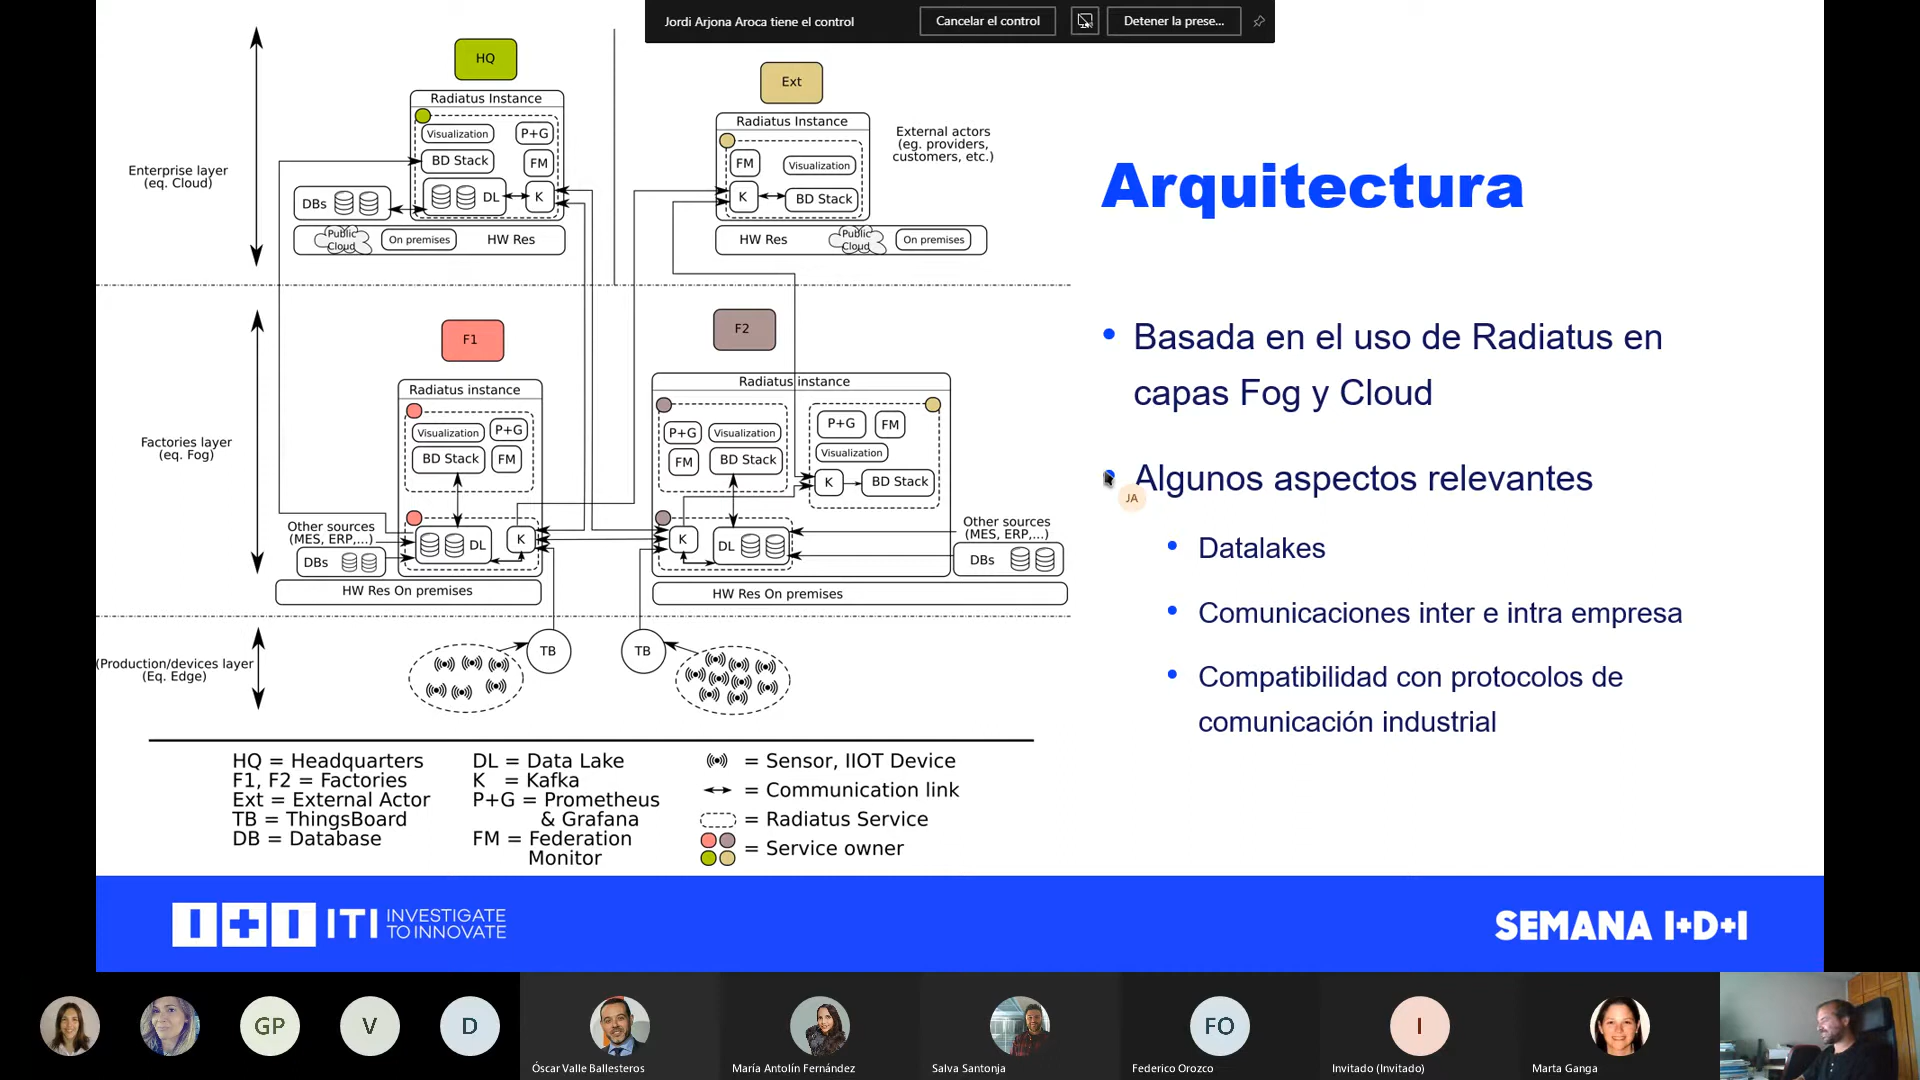 Jordi Arjona Aroca tiene el control
Cancelar el control
Detener la prese...
HQ
Radiatus Instance
Visualization
P+G
BD Stack
FM
DBs
DL
K
Public
Cloud
On premises
HW Res
Enterprise layer
(eq. Cloud)
Ext
Radiatus Instance
FM
Visualization
K
BD Stack
HW Res
Public
Cloud
On premises
External actors
(eg. providers,
customers, etc.)
F1
Radiatus instance
Visualization
P+G
BD Stack
FM
DL
K
Factories layer
(eq. Fog)
Other sources
(MES, ERP,...)
DBs
HW Res On premises
F2
Radiatus instance
P+G
Visualization
FM
BD Stack
P+G
FM
Visualization
K
BD Stack
K
DL
Other sources
(MES, ERP,...)
DBs
HW Res On premises
(Production/devices layer
(Eq. Edge)
TB
TB
HQ = Headquarters
F1, F2 = Factories
Ext = External Actor
TB = ThingsBoard
DB = Database
DL = Data Lake
K = Kafka
P+G = Prometheus
& Grafana
FM = Federation
Monitor
= Sensor, IIOT Device
= Communication link
= Radiatus Service
= Service owner
Arquitectura
• Basada en el uso de Radiatus en
capas Fog y Cloud
• Algunos aspectos relevantes
JA
• Datalakes
• Comunicaciones inter e intra empresa
• Compatibilidad con protocolos de
comunicación industrial
I+I ITI INVESTIGATE
TO INNOVATE
SEMANA I+D+I
GP
V
D
Óscar Valle Ballesteros
María Antolín Fernández
Salva Santonja
FO
Federico Orozco
I
Invitado (Invitado)
Marta Ganga